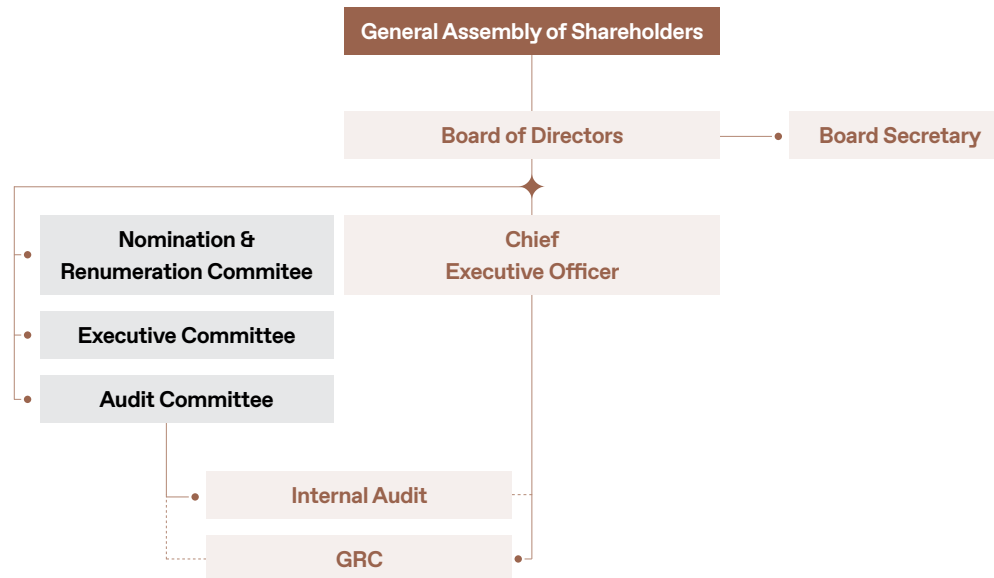 General Assembly of Shareholders
Board of Directors
Board Secretary
Nomination &
Renumeration Commitee
Chief
Executive Officer
Executive Committee
Audit Committee
Internal Audit
GRC